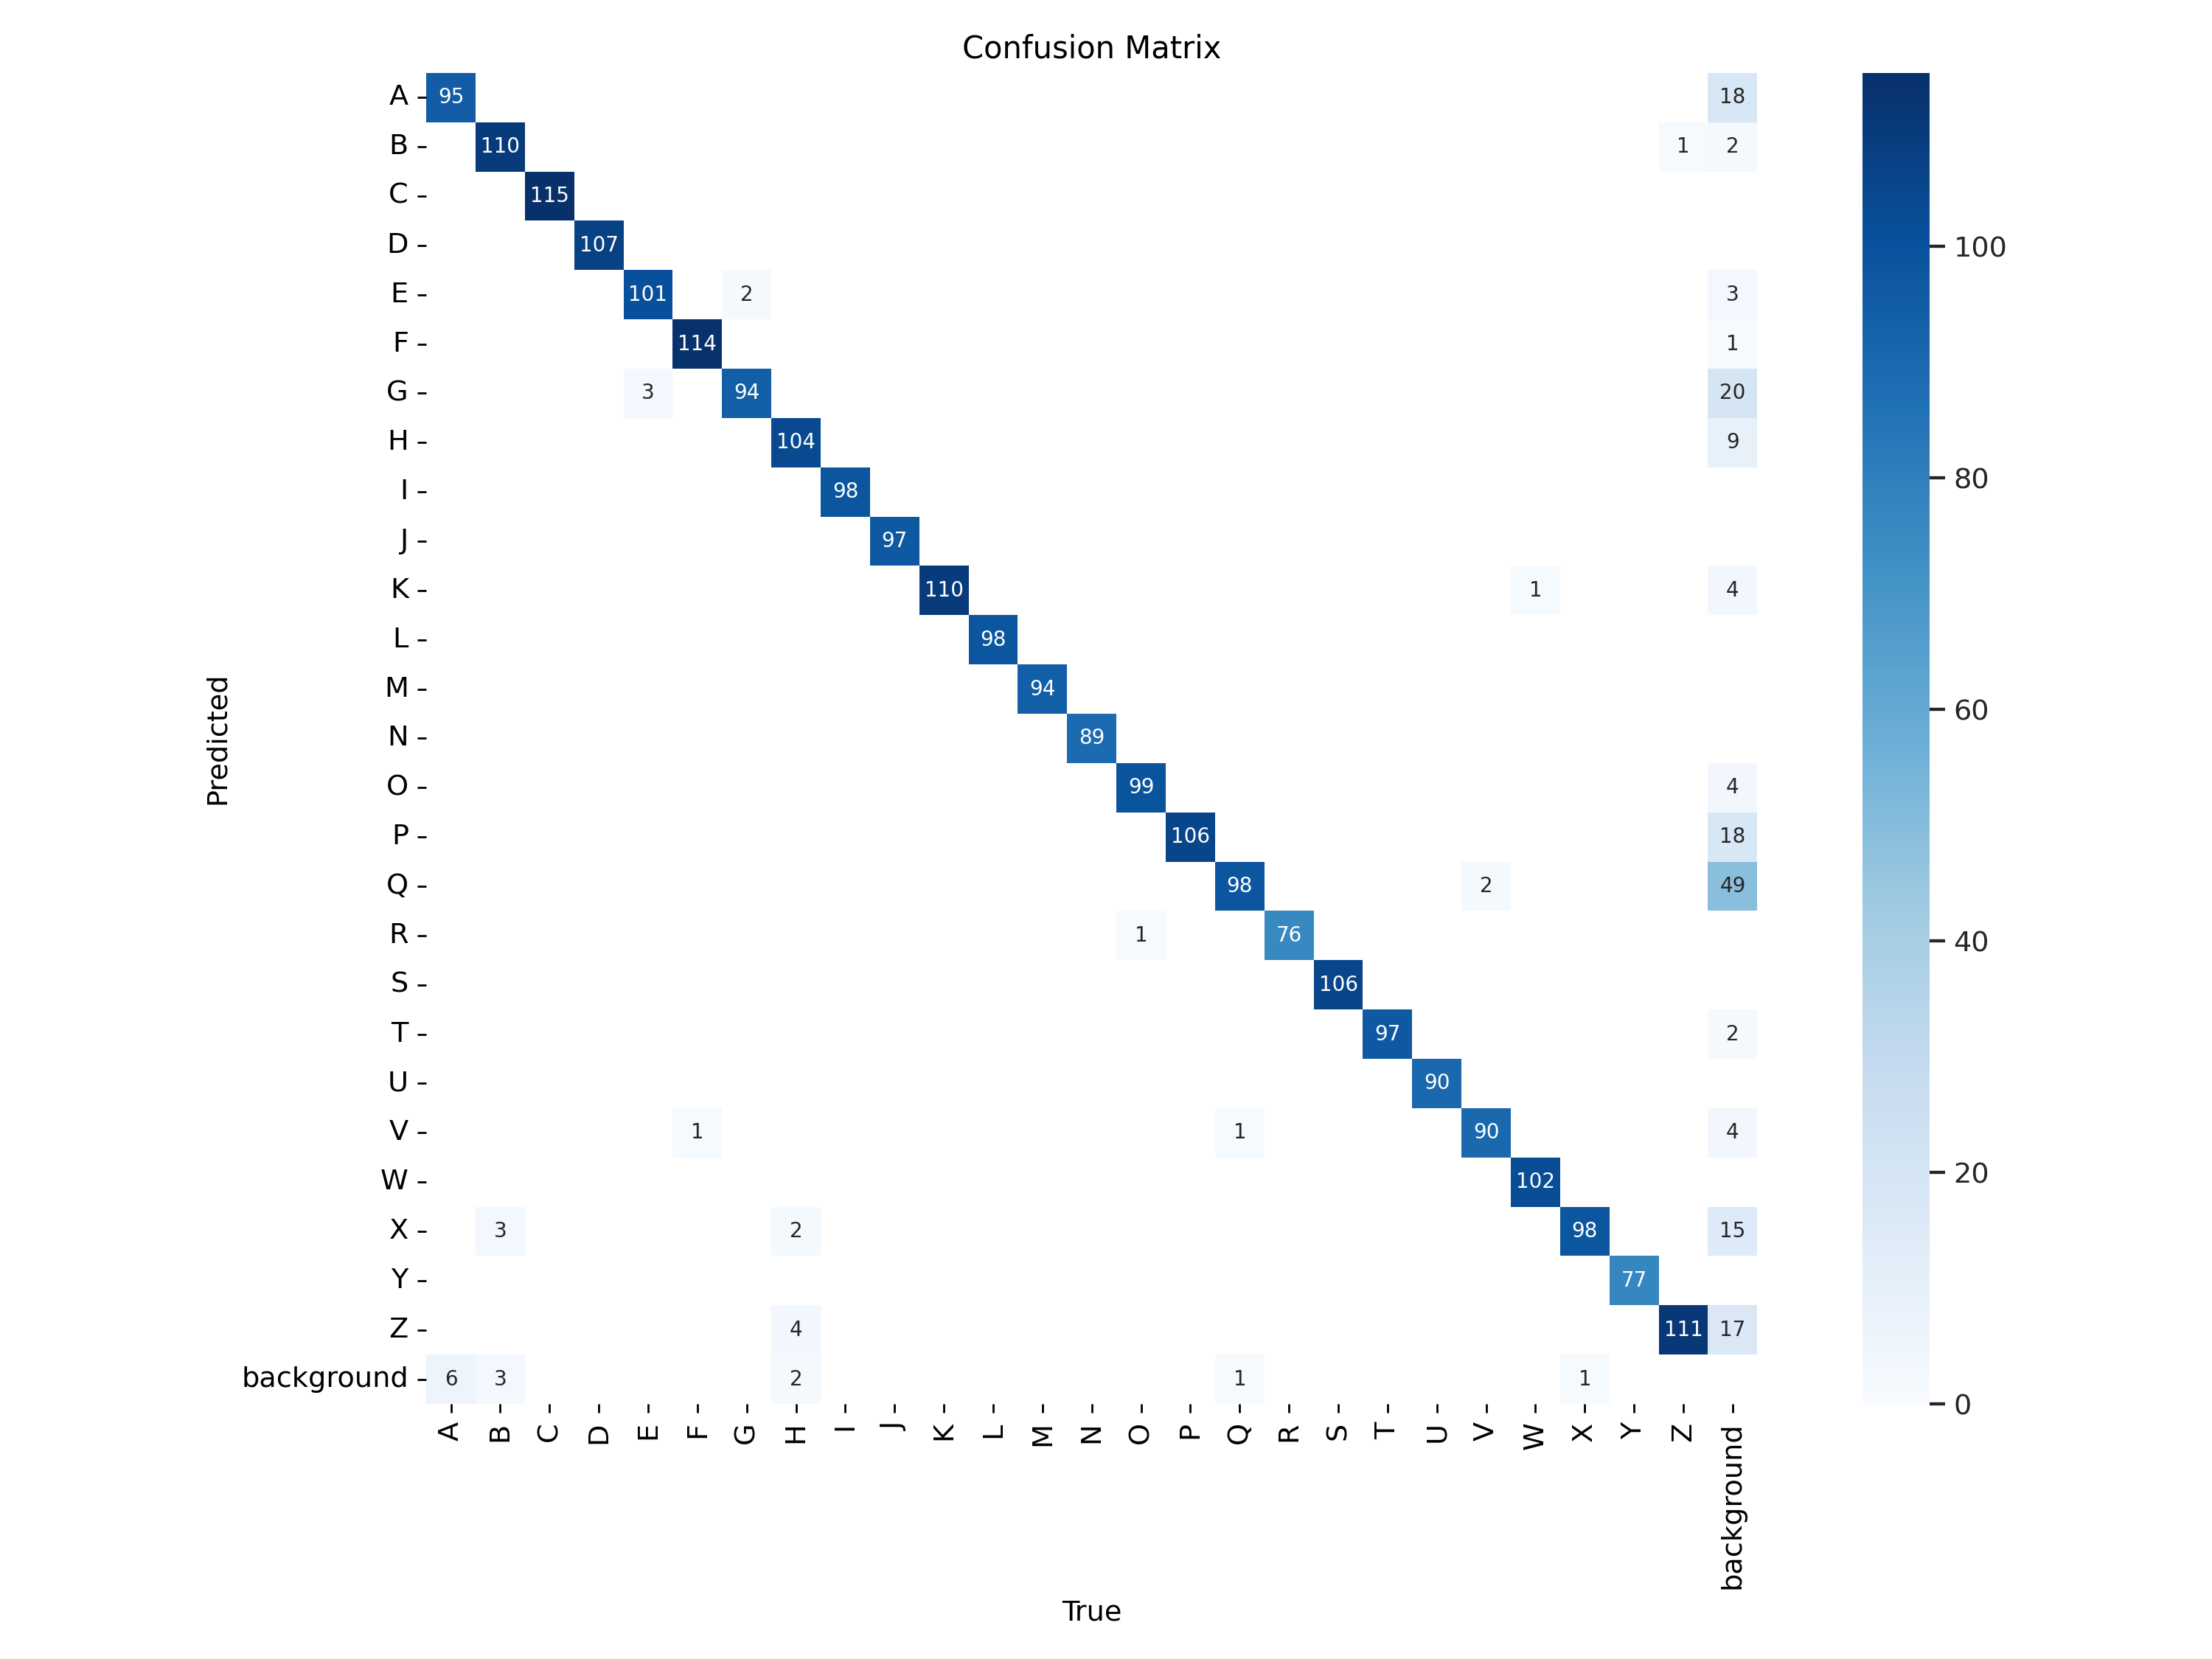 Confusion Matrix
A 95 18
B 110 1 2
C 115
D 107
E 101 2 3
F 114 1
G 3 94 20
H 104 9
I 98
J 97
K 110 1 4
L 98
M 94
N 89
O 99 4
P 106 18
Q 98 2 49
R 1 76
S 106
T 97 2
U 90
V 1 1 90 4
W 102
X 3 2 98 15
Y 77
Z 4 111 17
background 6 3 2 1 1
A B C D E F G H I J K L M N O P Q R S T U V W X Y Z background
Predicted
True
100
80
60
40
20
0